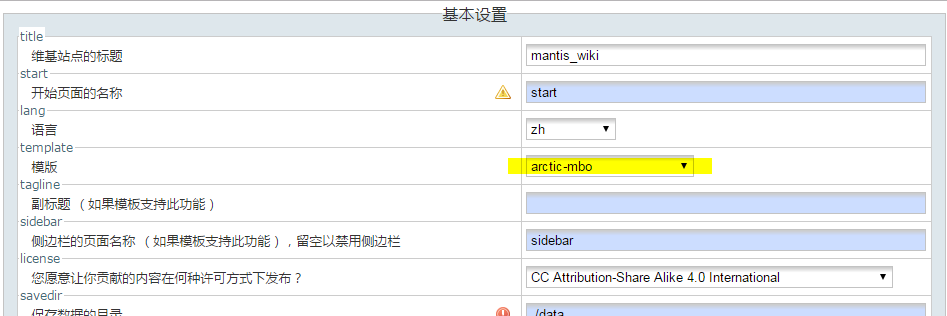 基本设置
title
维基站点的标题
mantis_wiki
start
开始页面的名称
start
lang
语言
zh
template
模版
arctic-mbo
tagline
副标题 （如果模板支持此功能）
sidebar
侧边栏的页面名称 （如果模板支持此功能），留空以禁用侧边栏
sidebar
license
您愿意让你贡献的内容在何种许可方式下发布？
CC Attribution-Share Alike 4.0 International
savedir
保存数据的目录
./data